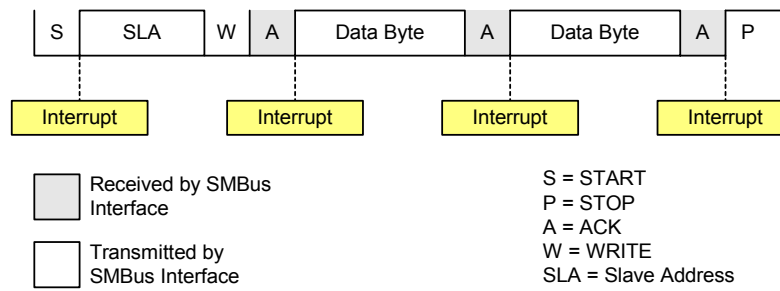 S SLA W A Data Byte A Data Byte A P
Interrupt Interrupt Interrupt Interrupt
Received by SMBus
Interface
Transmitted by
SMBus Interface
S = START
P = STOP
A = ACK
W = WRITE
SLA = Slave Address